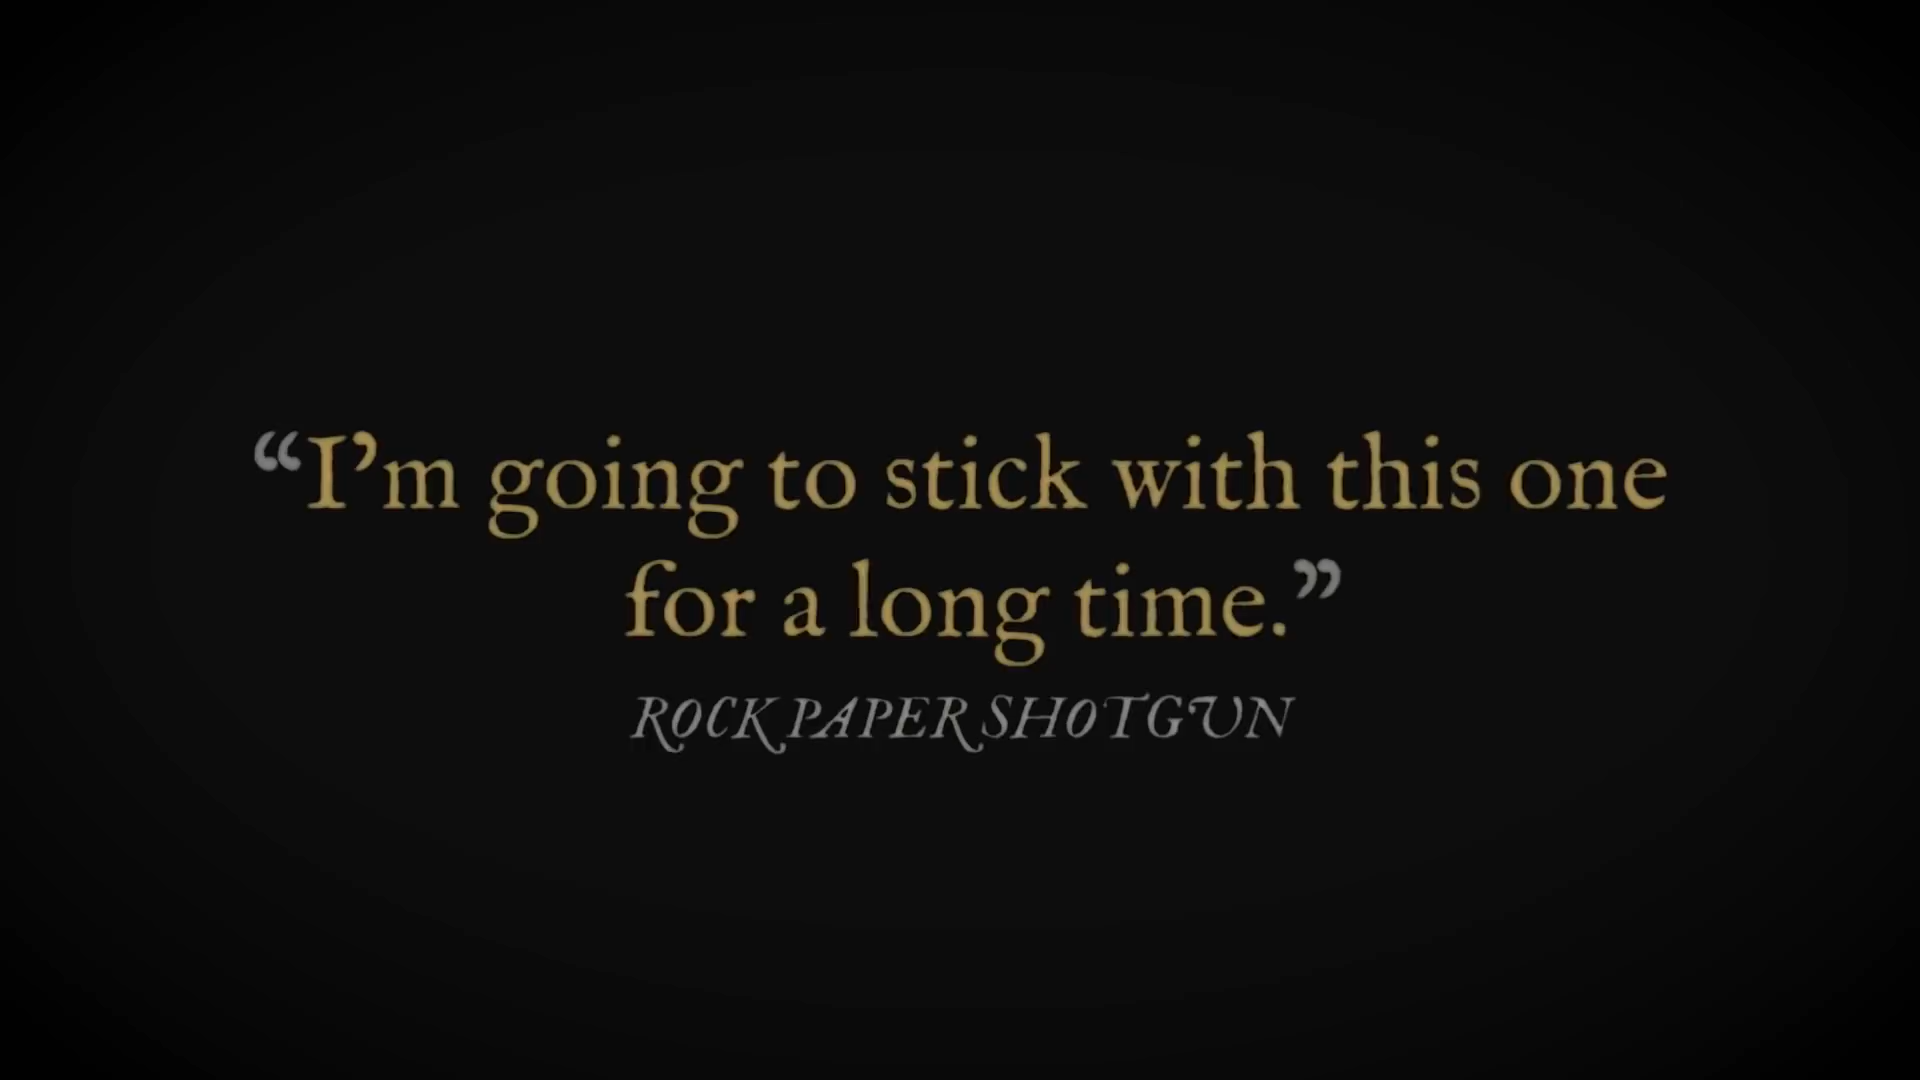 “I’m going to stick with this one
for a long time.”
ROCK PAPER SHOTGUN